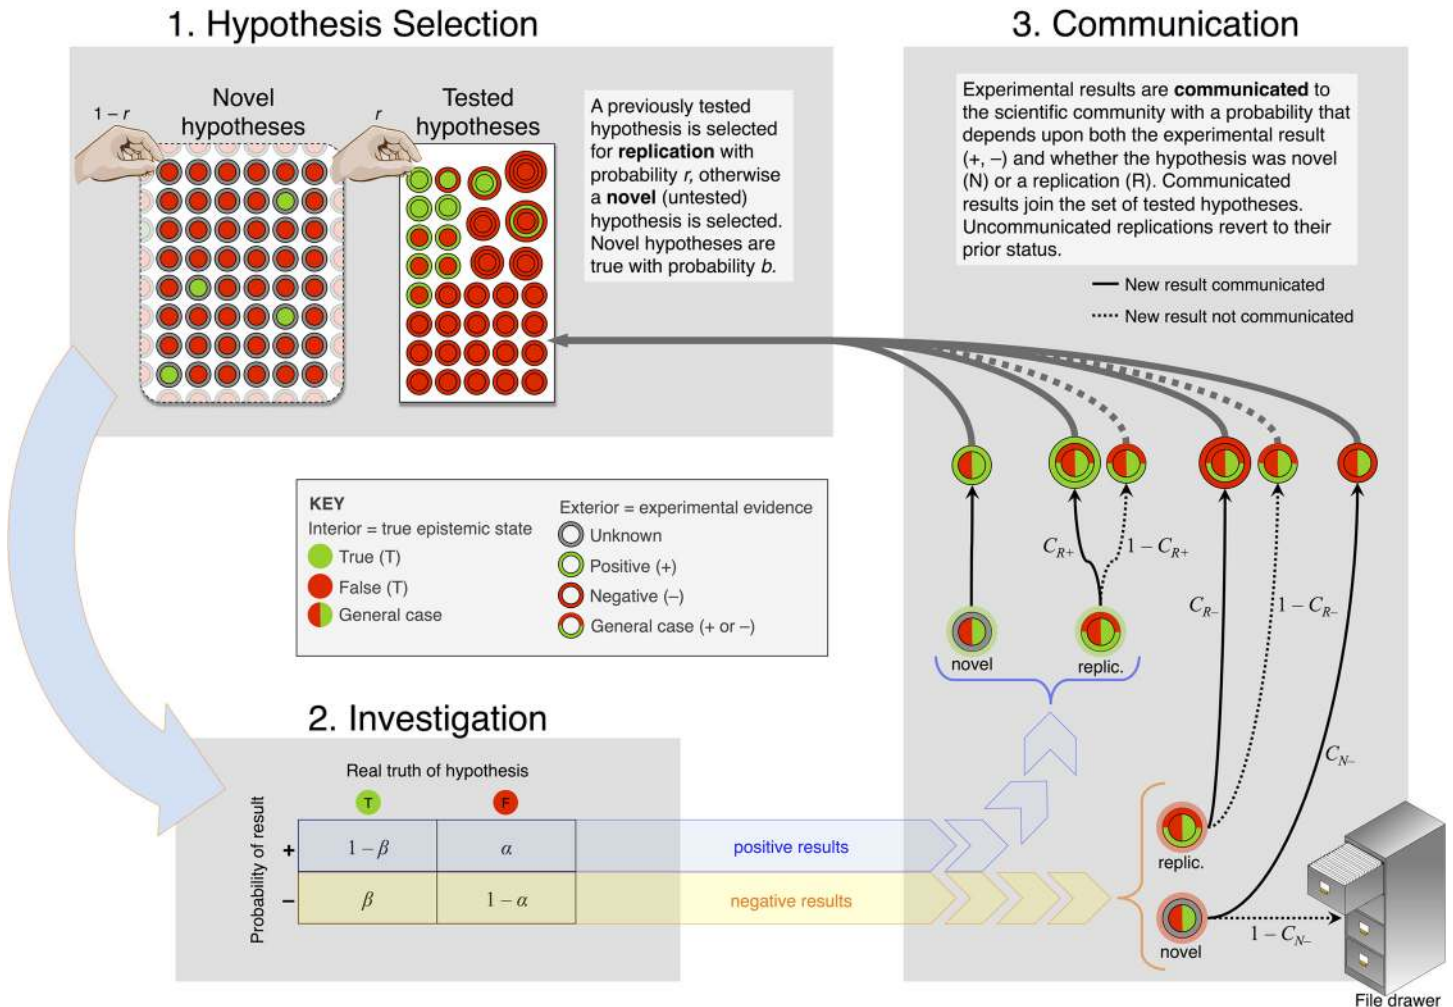 1. Hypothesis Selection
1 – r
Novel
hypotheses
r
Tested
hypotheses
A previously tested
hypothesis is selected
for replication with
probability r, otherwise
a novel (untested)
hypothesis is selected.
Novel hypotheses are
true with probability b.
3. Communication
Experimental results are communicated to
the scientific community with a probability that
depends upon both the experimental result
(+, –) and whether the hypothesis was novel
(N) or a replication (R). Communicated
results join the set of tested hypotheses.
Uncommunicated replications revert to their
prior status.
New result communicated
New result not communicated
KEY
Interior = true epistemic state
True (T)
False (T)
General case
Exterior = experimental evidence
Unknown
Positive (+)
Negative (–)
General case (+ or –)
C_R+
1 – C_R+
C_R–
1 – C_R–
C_N–
novel
replic.
2. Investigation
Real truth of hypothesis
T
F
Probability of result
+
1 – β
α
positive results
–
β
1 – α
negative results
replic.
novel
1 – C_N–
File drawer